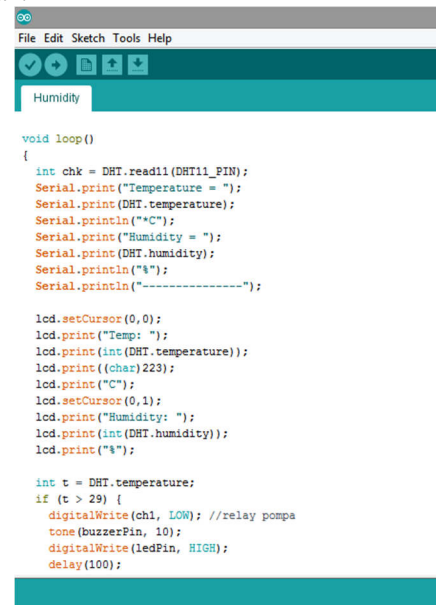 File Edit Sketch Tools Help
Humidity
void loop()
{
  int chk = DHT.read11(DHT11_PIN);
  Serial.print("Temperature = ");
  Serial.print(DHT.temperature);
  Serial.println("*C");
  Serial.print("Humidity = ");
  Serial.print(DHT.humidity);
  Serial.println("%");
  Serial.println("---------------");

  lcd.setCursor(0,0);
  lcd.print("Temp: ");
  lcd.print(int(DHT.temperature));
  lcd.print((char)223);
  lcd.print("C");
  lcd.setCursor(0,1);
  lcd.print("Humidity: ");
  lcd.print(int(DHT.humidity));
  lcd.print("%");

  int t = DHT.temperature;
  if (t > 29) {
    digitalWrite(ch1, LOW); //relay pompa
    tone(buzzerPin, 10);
    digitalWrite(ledPin, HIGH);
    delay(100);